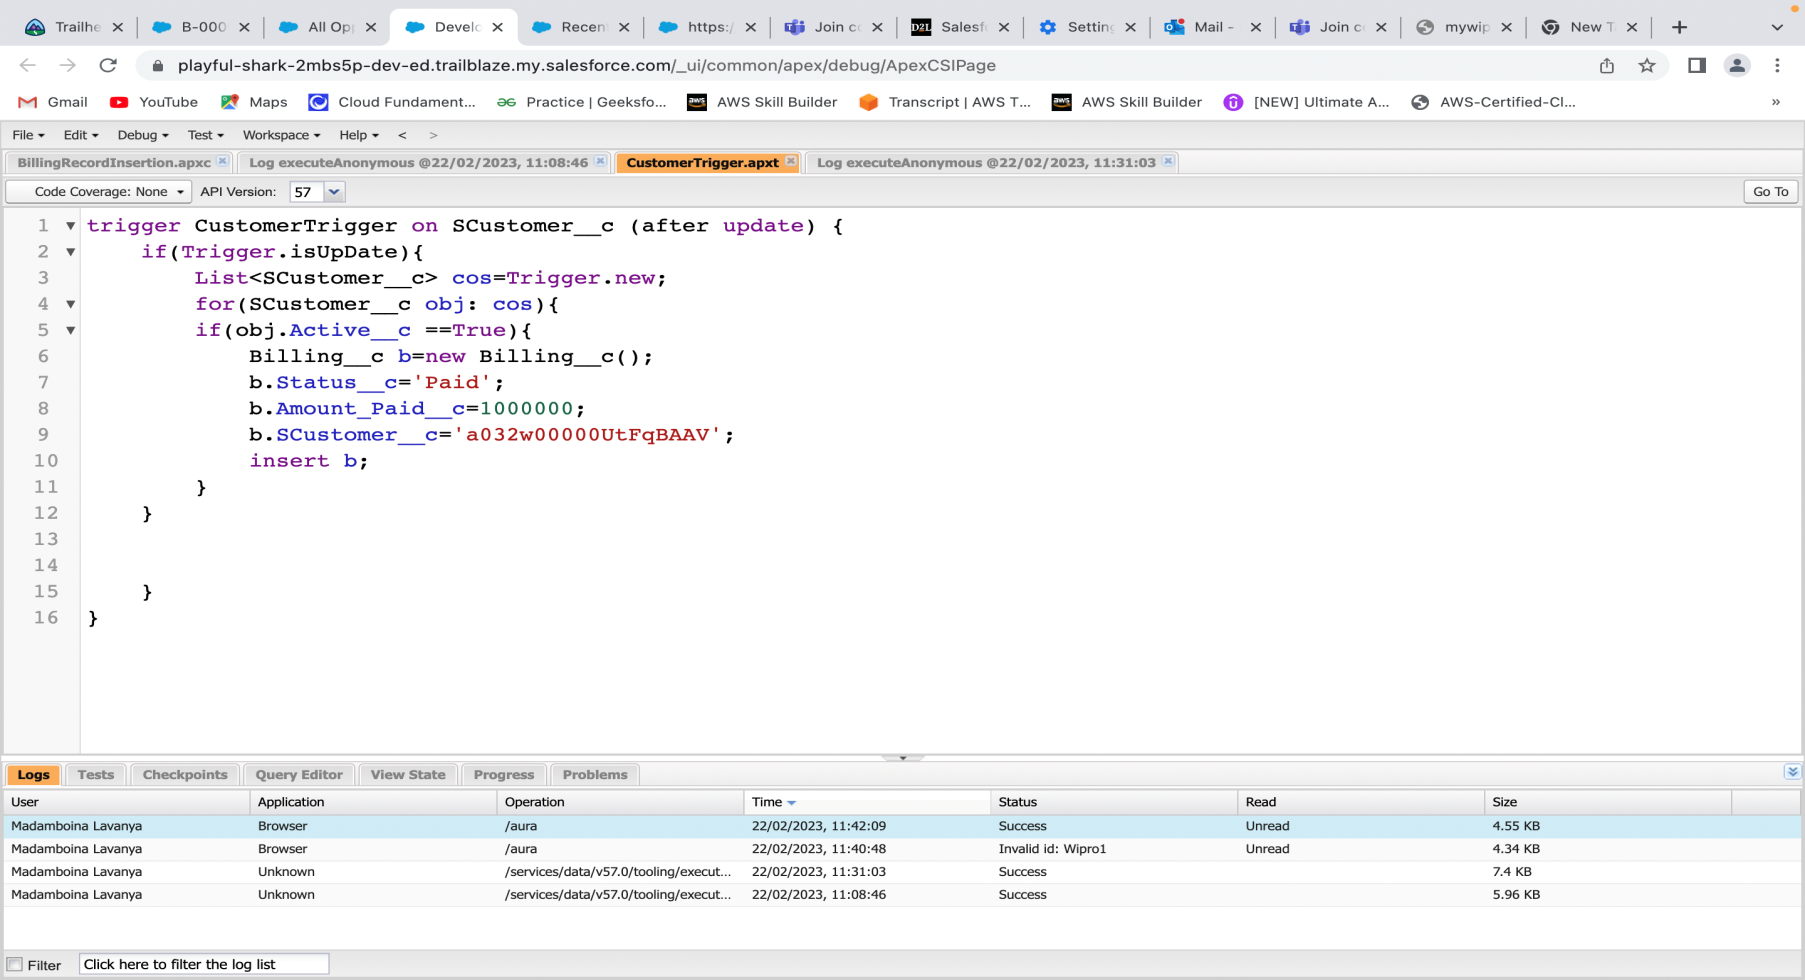 Trailhe B-000 All Op Develo Recen https:/ Join c D2L Salesf Setting Mail - Join c mywip New T
playful-shark-2mbs5p-dev-ed.trailblaze.my.salesforce.com/_ui/common/apex/debug/ApexCSIPage
Gmail YouTube Maps Cloud Fundament... Practice | Geeksfo... aws AWS Skill Builder Transcript | AWS T... aws AWS Skill Builder [NEW] Ultimate A... AWS-Certified-Cl... »
File Edit Debug Test Workspace Help < >
BillingRecordInsertion.apxc Log executeAnonymous @22/02/2023, 11:08:46 CustomerTrigger.apxt Log executeAnonymous @22/02/2023, 11:31:03
Code Coverage: None API Version: 57 Go To
1 trigger CustomerTrigger on SCustomer__c (after update) {
2 if(Trigger.isUpDate){
3 List<SCustomer__c> cos=Trigger.new;
4 for(SCustomer__c obj: cos){
5 if(obj.Active__c ==True){
6 Billing__c b=new Billing__c();
7 b.Status__c='Paid';
8 b.Amount_Paid__c=1000000;
9 b.SCustomer__c='a032w00000UtFqBAAV';
10 insert b;
11 }
12 }
13
14
15 }
16 }
Logs Tests Checkpoints Query Editor View State Progress Problems
User Application Operation Time Status Read Size
Madamboina Lavanya Browser /aura 22/02/2023, 11:42:09 Success Unread 4.55 KB
Madamboina Lavanya Browser /aura 22/02/2023, 11:40:48 Invalid id: Wipro1 Unread 4.34 KB
Madamboina Lavanya Unknown /services/data/v57.0/tooling/execut... 22/02/2023, 11:31:03 Success 7.4 KB
Madamboina Lavanya Unknown /services/data/v57.0/tooling/execut... 22/02/2023, 11:08:46 Success 5.96 KB
Filter Click here to filter the log list